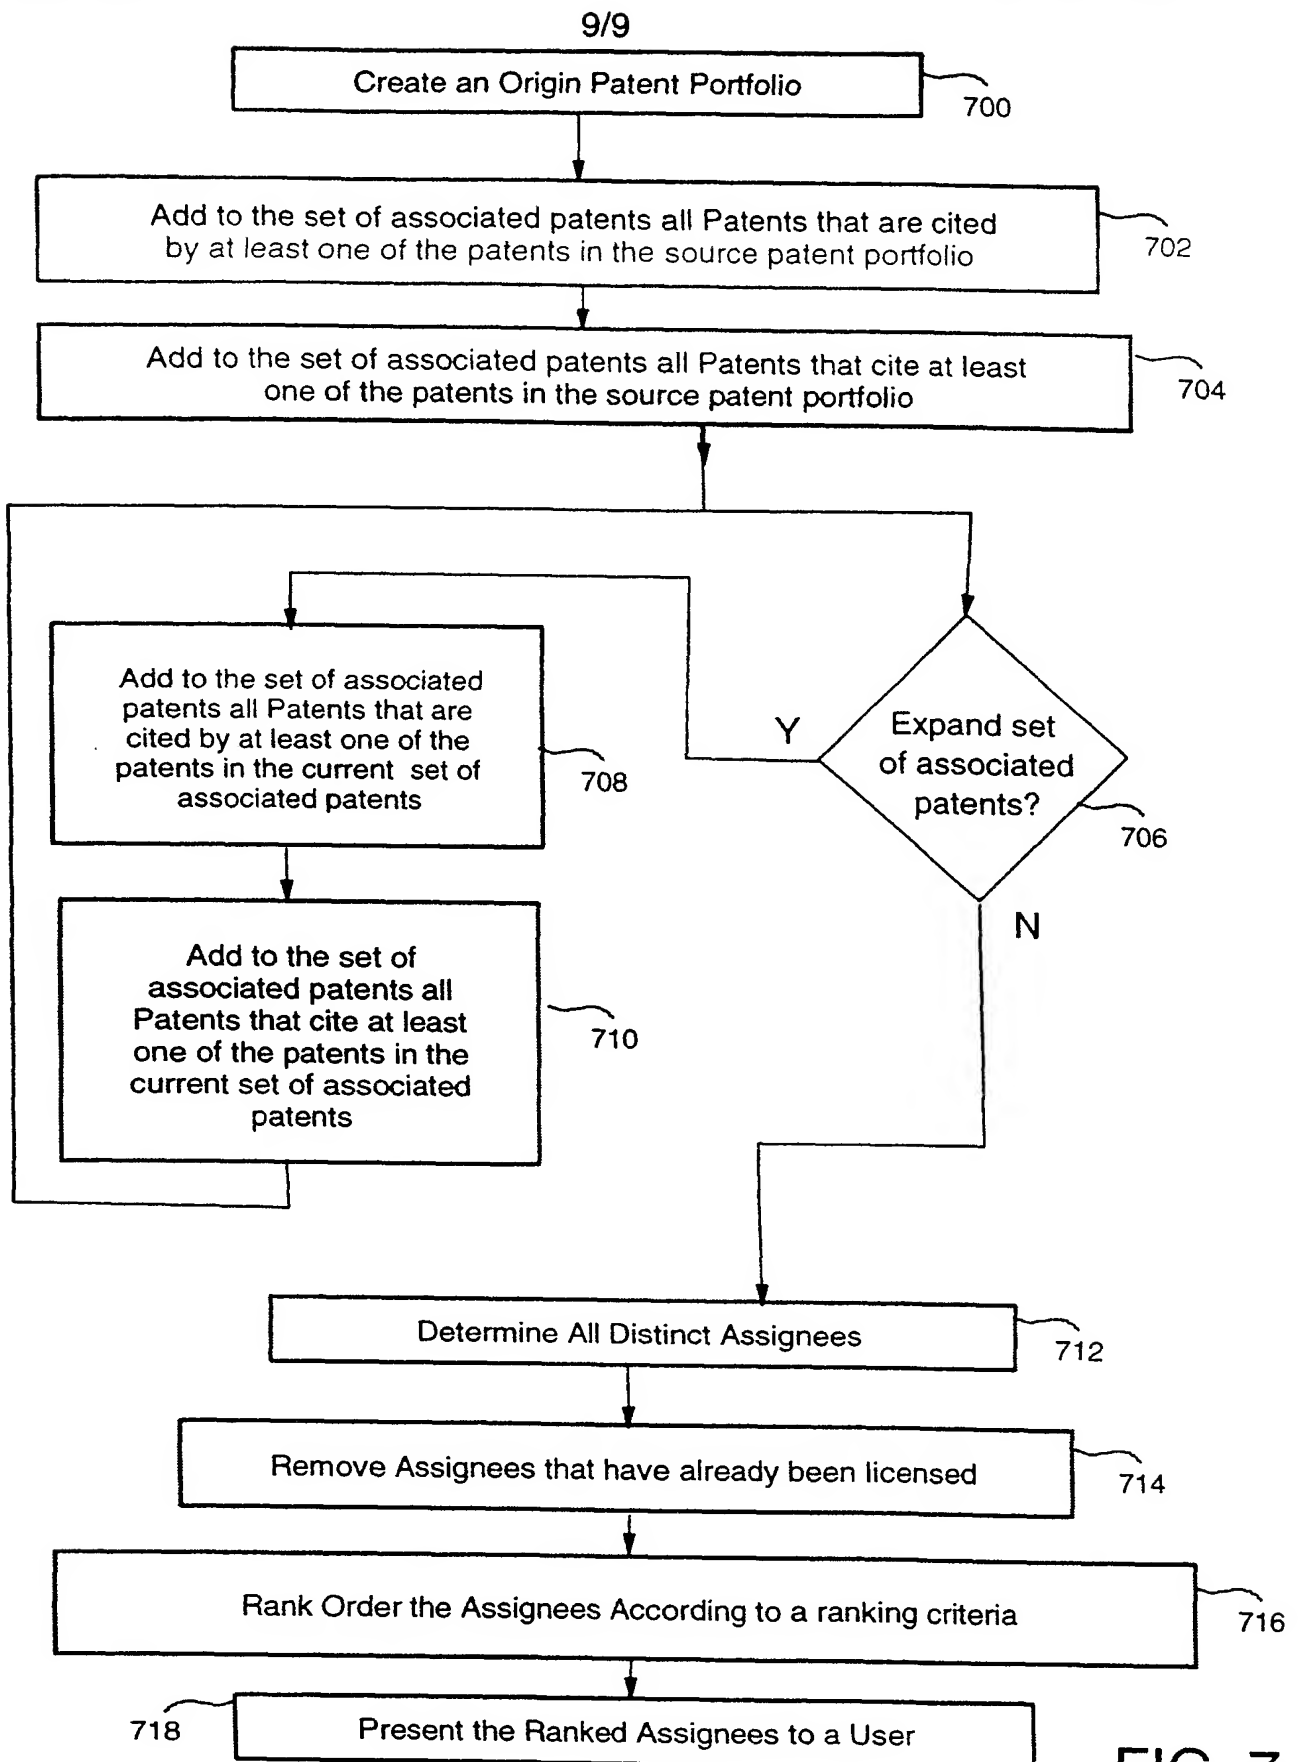 9/9
Create an Origin Patent Portfolio
700
Add to the set of associated patents all Patents that are cited
by at least one of the patents in the source patent portfolio
702
Add to the set of associated patents all Patents that cite at least
one of the patents in the source patent portfolio
704
Expand set
of associated
patents?
706
Y
N
Add to the set of associated
patents all Patents that are
cited by at least one of the
patents in the current set of
associated patents
708
Add to the set of
associated patents all
Patents that cite at least
one of the patents in the
current set of associated
patents
710
Determine All Distinct Assignees
712
Remove Assignees that have already been licensed
714
Rank Order the Assignees According to a ranking criteria
716
Present the Ranked Assignees to a User
718
FIG. 7